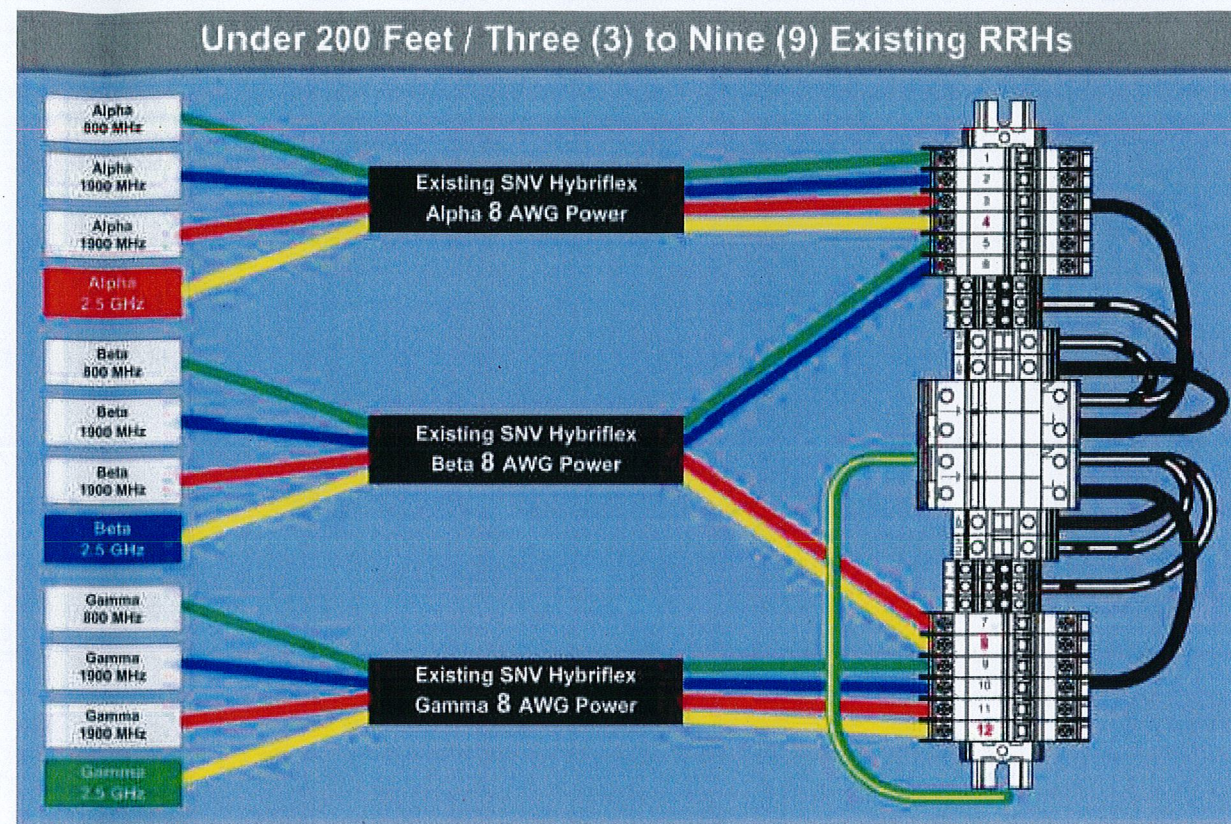 Under 200 Feet / Three (3) to Nine (9) Existing RRHs
Alpha
800 MHz
Alpha
1900 MHz
Alpha
1900 MHz
Alpha
2.5 GHz
Existing SNV Hybriflex
Alpha 8 AWG Power
1
2
3
4
5
6
Beta
800 MHz
Beta
1900 MHz
Beta
1900 MHz
Beta
2.5 GHz
Existing SNV Hybriflex
Beta 8 AWG Power
Gamma
800 MHz
Gamma
1900 MHz
Gamma
1900 MHz
Gamma
2.5 GHz
Existing SNV Hybriflex
Gamma 8 AWG Power
7
8
9
10
11
12